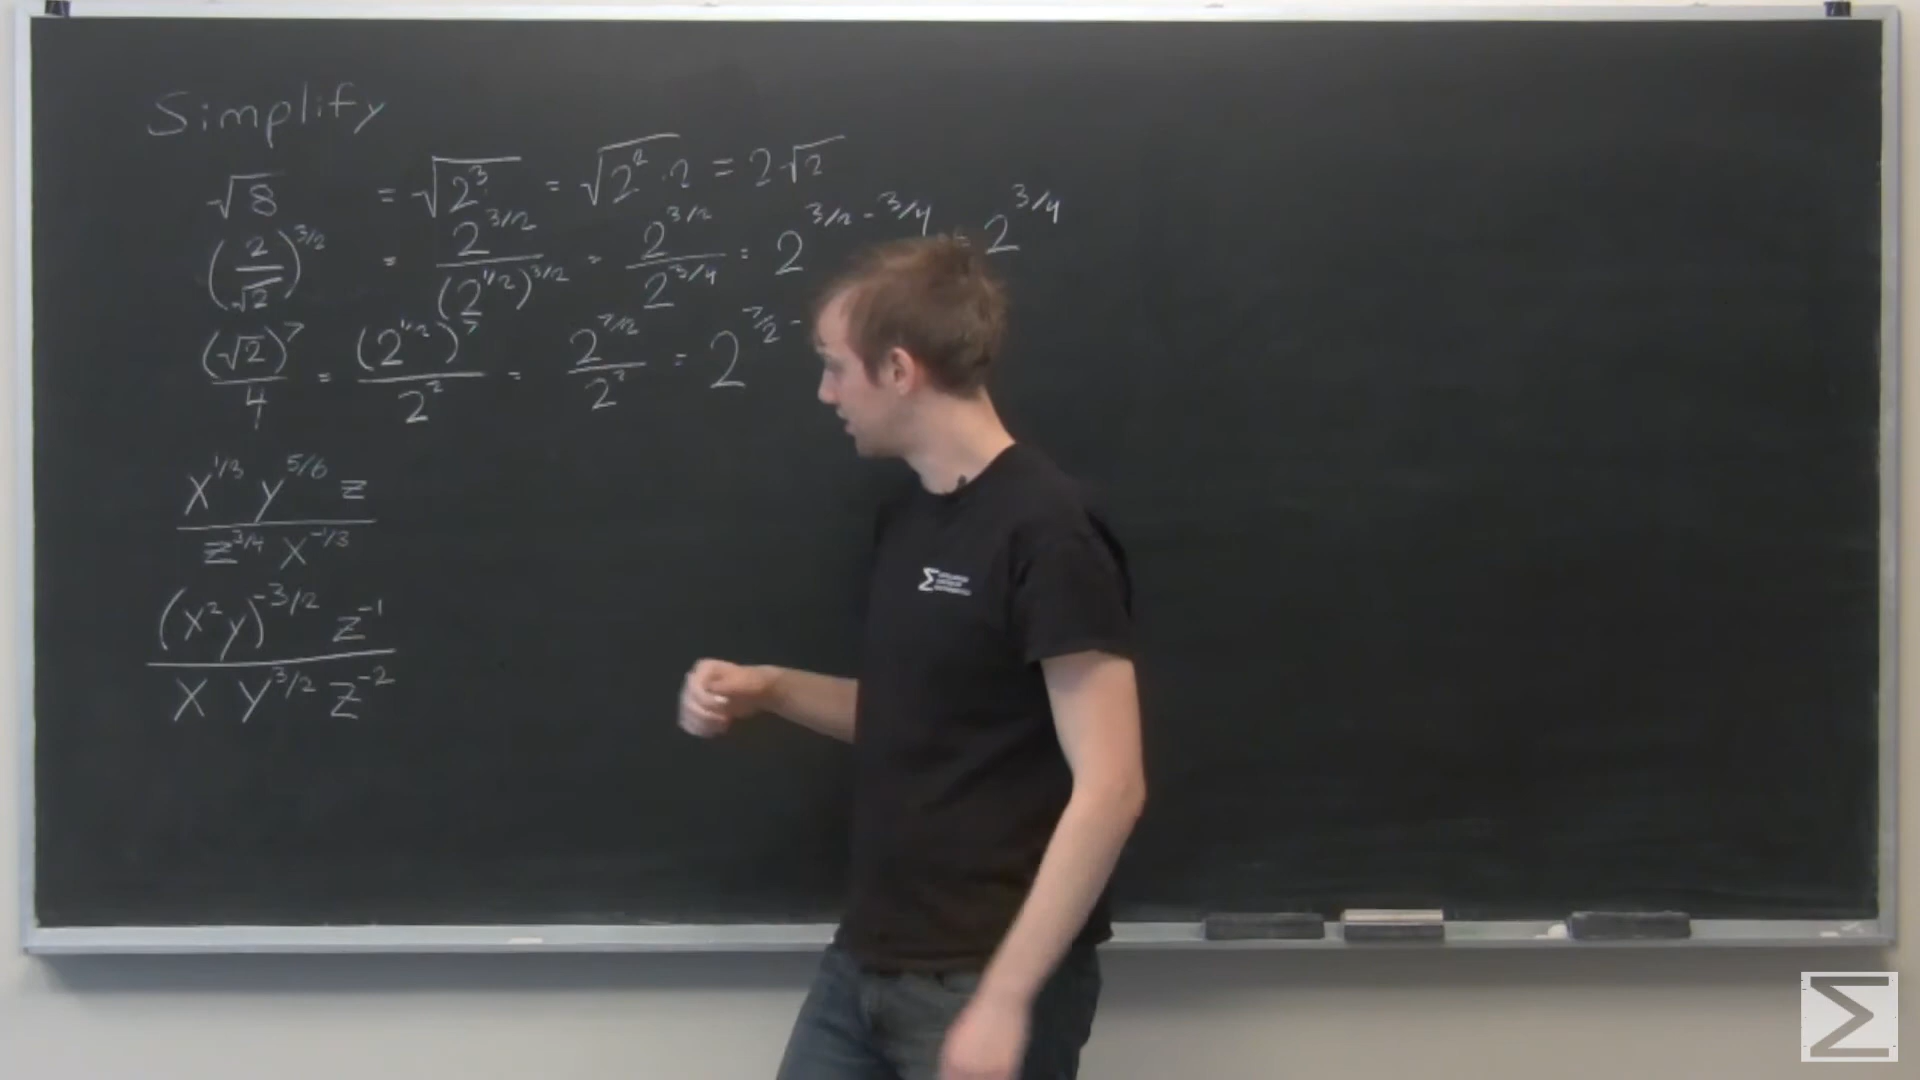 Simplify
√8 = √2³ = √2²·2 = 2√2
(2/√2)^3/2 = 2^3/2 / (2^1/2)^3/2 = 2^3/2 / 2^3/4 = 2^3/2-3/4 = 2^3/4
(√2)^7 / 4 = (2^1/2)^7 / 2² = 2^7/2 / 2² = 2^7/2 -
x^1/3 y^5/6 z / z^3/4 x^-1/3
(x²y)^-3/2 z^-1 / x y^3/2 z^-2
Σ
Σ